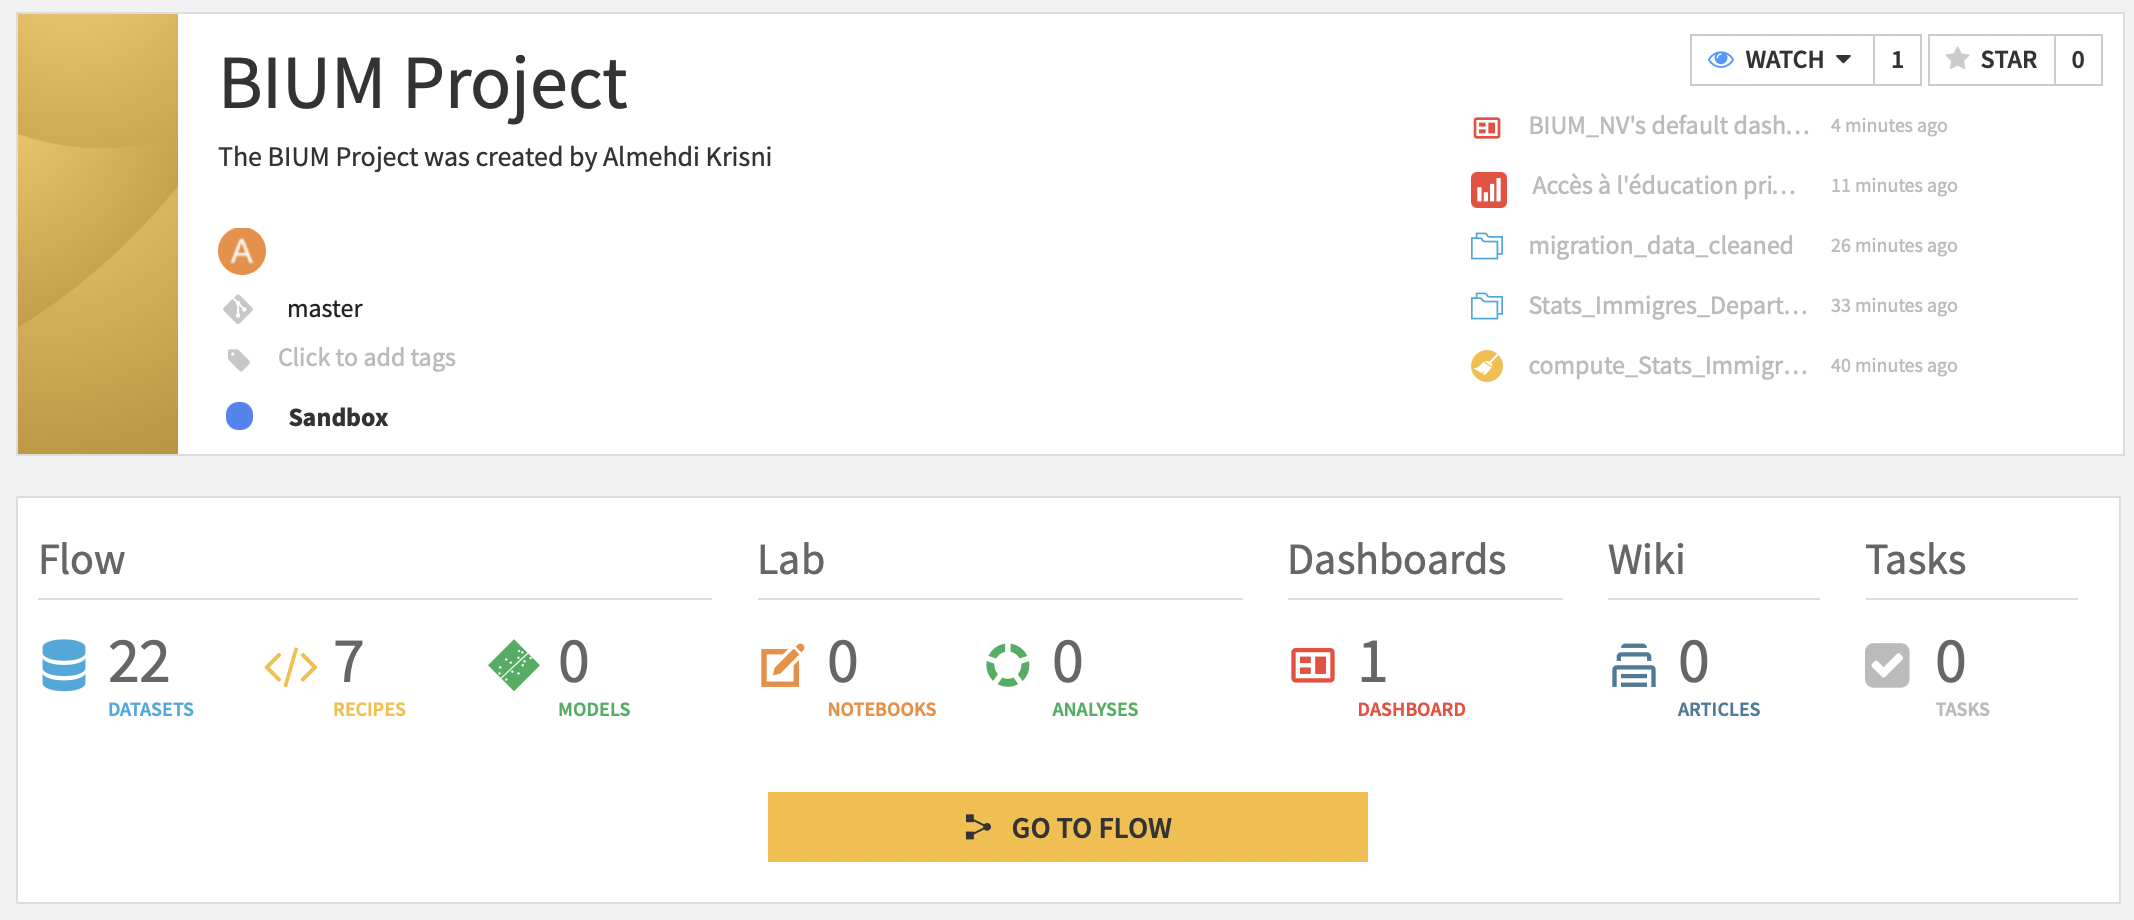 BIUM Project
The BIUM Project was created by Almehdi Krisni
A
master
Click to add tags
Sandbox
WATCH 1 STAR 0
BIUM_NV's default dash... 4 minutes ago
Accès à l'éducation pri... 11 minutes ago
migration_data_cleaned 26 minutes ago
Stats_Immigres_Depart... 33 minutes ago
compute_Stats_Immigr... 40 minutes ago
Flow
22 7 0
DATASETS RECIPES MODELS
Lab
0 0
NOTEBOOKS ANALYSES
Dashboards
1
DASHBOARD
Wiki
0
ARTICLES
Tasks
0
TASKS
GO TO FLOW